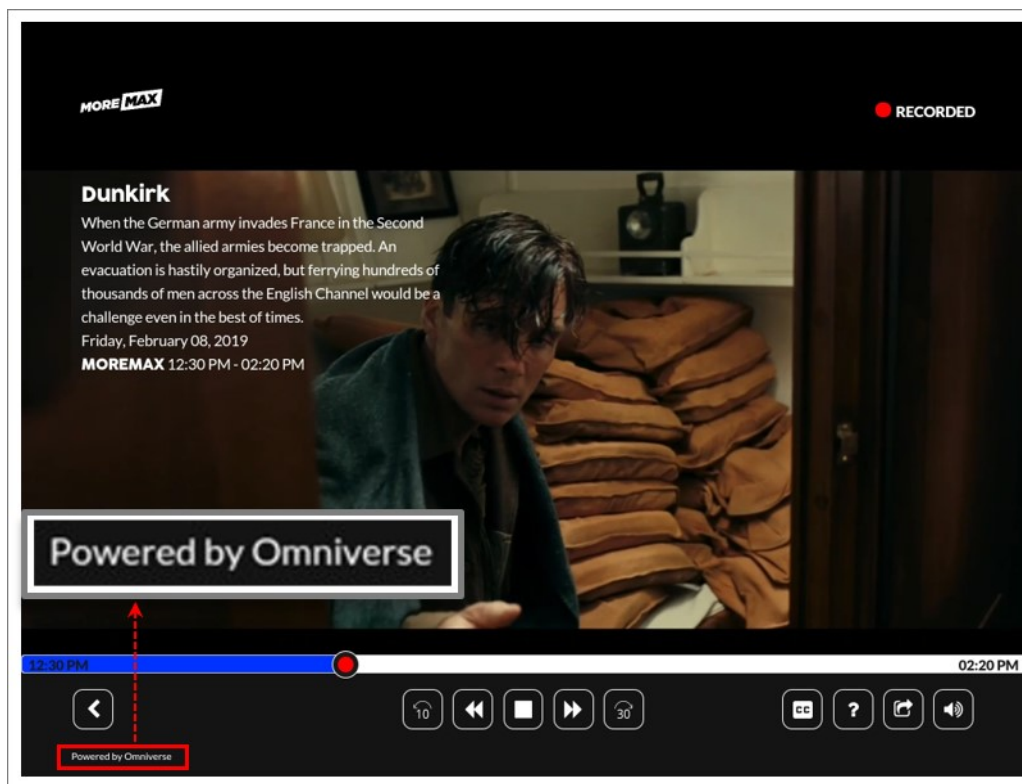 MORE MAX
RECORDED
Dunkirk
When the German army invades France in the Second
World War, the allied armies become trapped. An
evacuation is hastily organized, but ferrying hundreds of
thousands of men across the English Channel would be a
challenge even in the best of times.
Friday, February 08, 2019
MOREMAX 12:30 PM - 02:20 PM
Powered by Omniverse
12:30 PM
02:20 PM
10
30
CC
?
Powered by Omniverse